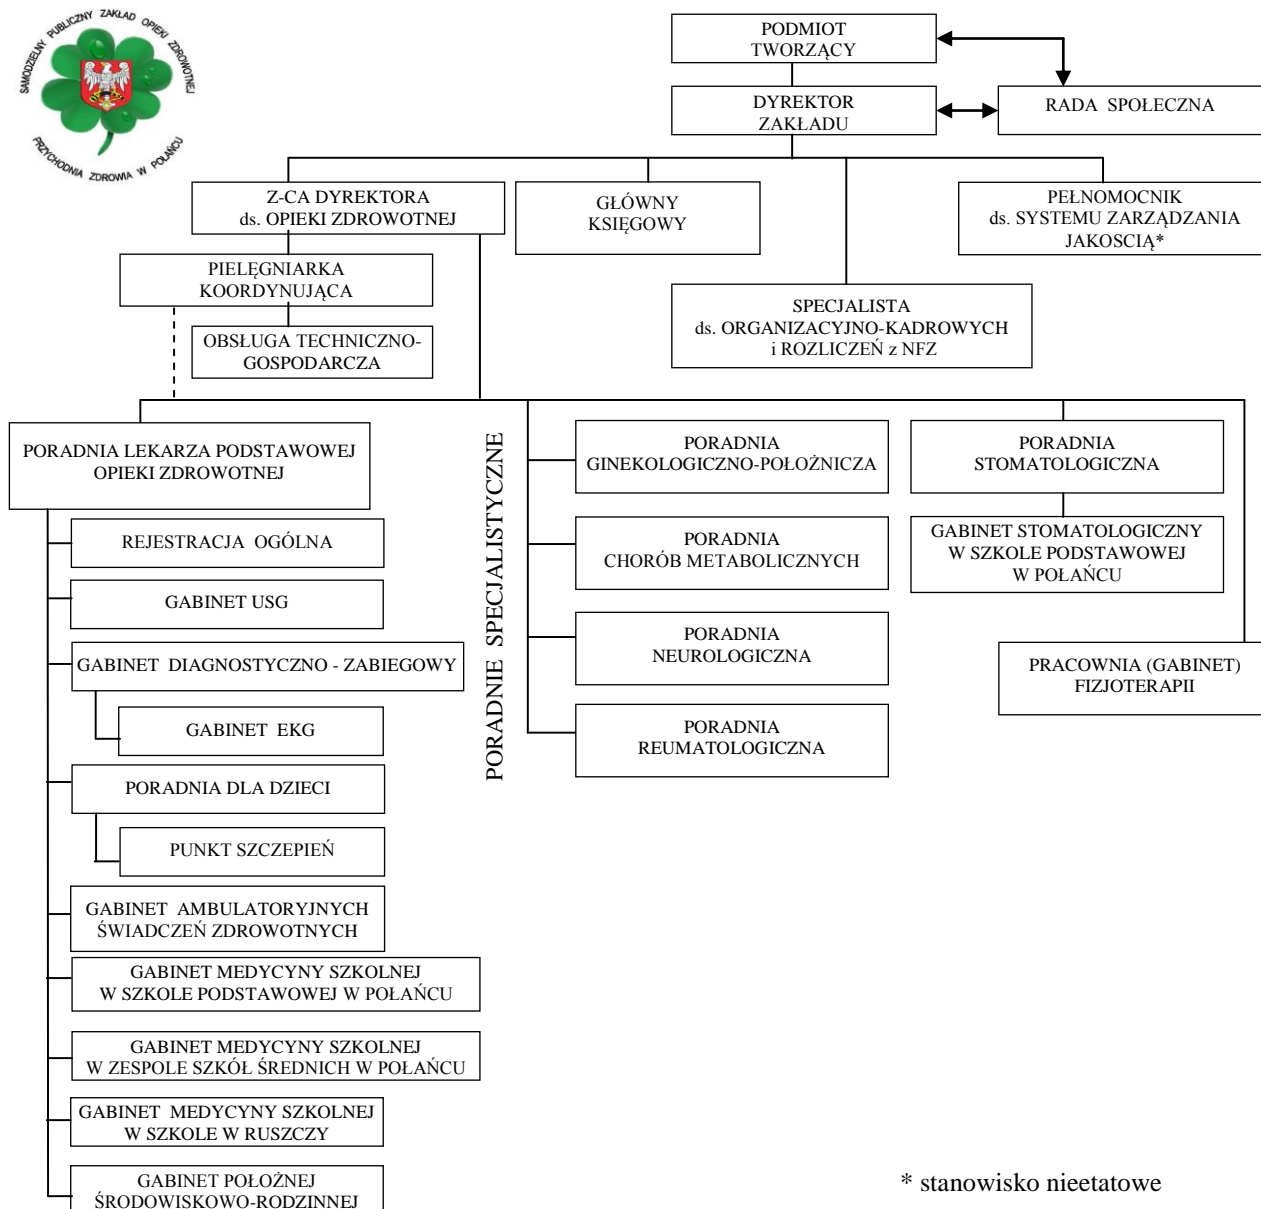 SAMODZIELNY PUBLICZNY ZAKŁAD OPIEKI ZDROWOTNEJ
PRZYCHODNIA ZDROWIA W POŁAŃCU
PODMIOT
TWORZĄCY
DYREKTOR
ZAKŁADU
RADA SPOŁECZNA
Z-CA DYREKTORA
ds. OPIEKI ZDROWOTNEJ
GŁÓWNY
KSIĘGOWY
PEŁNOMOCNIK
ds. SYSTEMU ZARZĄDZANIA
JAKOSCIĄ*
PIELĘGNIARKA
KOORDYNUJĄCA
SPECJALISTA
ds. ORGANIZACYJNO-KADROWYCH
i ROZLICZEŃ z NFZ
OBSŁUGA TECHNICZNO-
GOSPODARCZA
PORADNIA LEKARZA PODSTAWOWEJ
OPIEKI ZDROWOTNEJ
REJESTRACJA OGÓLNA
GABINET USG
GABINET DIAGNOSTYCZNO - ZABIEGOWY
GABINET EKG
PORADNIA DLA DZIECI
PUNKT SZCZEPIEŃ
GABINET AMBULATORYJNYCH
ŚWIADCZEŃ ZDROWOTNYCH
GABINET MEDYCYNY SZKOLNEJ
W SZKOLE PODSTAWOWEJ W POŁAŃCU
GABINET MEDYCYNY SZKOLNEJ
W ZESPOLE SZKÓŁ ŚREDNICH W POŁAŃCU
GABINET MEDYCYNY SZKOLNEJ
W SZKOLE W RUSZCZY
GABINET POŁOŻNEJ
ŚRODOWISKOWO-RODZINNEJ
PORADNIE SPECJALISTYCZNE
PORADNIA
GINEKOLOGICZNO-POŁOŻNICZA
PORADNIA
CHORÓB METABOLICZNYCH
PORADNIA
NEUROLOGICZNA
PORADNIA
REUMATOLOGICZNA
PORADNIA
STOMATOLOGICZNA
GABINET STOMATOLOGICZNY
W SZKOLE PODSTAWOWEJ
W POŁAŃCU
PRACOWNIA (GABINET)
FIZJOTERAPII
* stanowisko nieetatowe